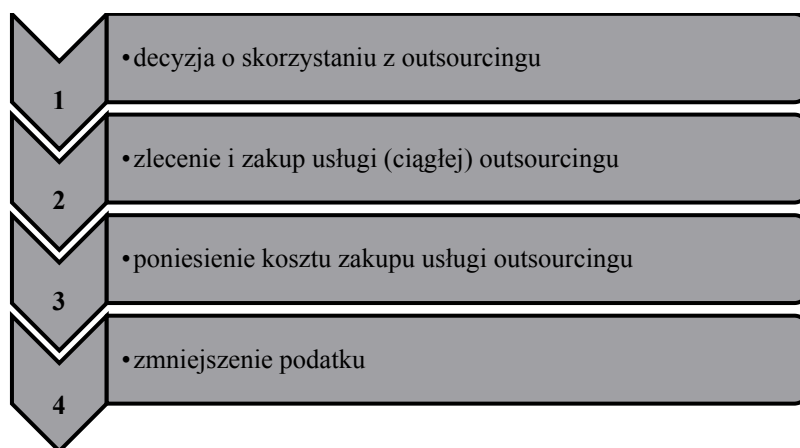 1
•decyzja o skorzystaniu z outsourcingu
2
•zlecenie i zakup usługi (ciągłej) outsourcingu
3
•poniesienie kosztu zakupu usługi outsourcingu
4
•zmniejszenie podatku